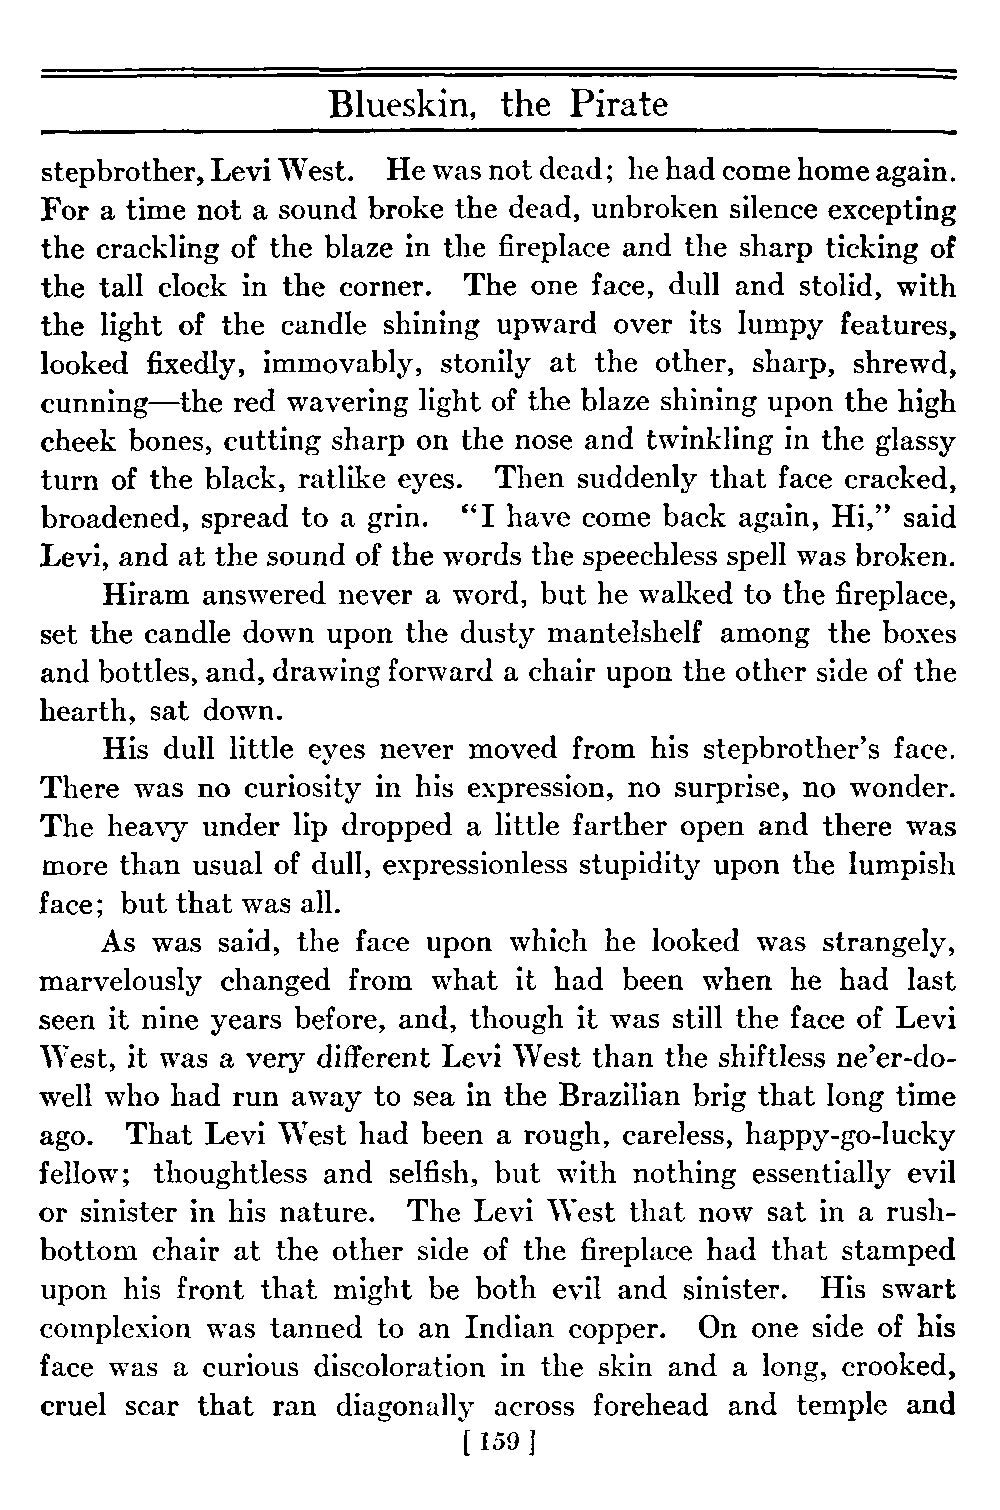 Blueskin, the Pirate
stepbrother, Levi West. He was not dead; he had come home again.
For a time not a sound broke the dead, unbroken silence excepting
the crackling of the blaze in the fireplace and the sharp ticking of
the tall clock in the corner. The one face, dull and stolid, with
the light of the candle shining upward over its lumpy features,
looked fixedly, immovably, stonily at the other, sharp, shrewd,
cunning—the red wavering light of the blaze shining upon the high
cheek bones, cutting sharp on the nose and twinkling in the glassy
turn of the black, ratlike eyes. Then suddenly that face cracked,
broadened, spread to a grin. “I have come back again, Hi,” said
Levi, and at the sound of the words the speechless spell was broken.
Hiram answered never a word, but he walked to the fireplace,
set the candle down upon the dusty mantelshelf among the boxes
and bottles, and, drawing forward a chair upon the other side of the
hearth, sat down.
His dull little eyes never moved from his stepbrother’s face.
There was no curiosity in his expression, no surprise, no wonder.
The heavy under lip dropped a little farther open and there was
more than usual of dull, expressionless stupidity upon the lumpish
face; but that was all.
As was said, the face upon which he looked was strangely,
marvelously changed from what it had been when he had last
seen it nine years before, and, though it was still the face of Levi
West, it was a very different Levi West than the shiftless ne’er-do-
well who had run away to sea in the Brazilian brig that long time
ago. That Levi West had been a rough, careless, happy-go-lucky
fellow; thoughtless and selfish, but with nothing essentially evil
or sinister in his nature. The Levi West that now sat in a rush-
bottom chair at the other side of the fireplace had that stamped
upon his front that might be both evil and sinister. His swart
complexion was tanned to an Indian copper. On one side of his
face was a curious discoloration in the skin and a long, crooked,
cruel scar that ran diagonally across forehead and temple and
[ 159 ]